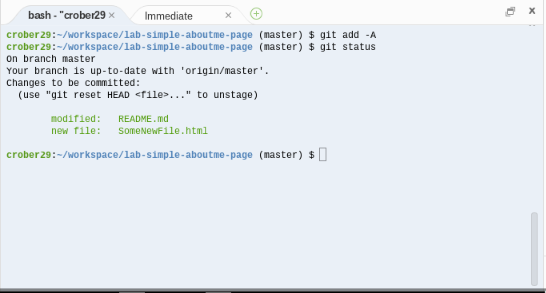 bash - "crober29 × Immediate ×
crober29:~/workspace/lab-simple-aboutme-page (master) $ git add -A
crober29:~/workspace/lab-simple-aboutme-page (master) $ git status
On branch master
Your branch is up-to-date with 'origin/master'.
Changes to be committed:
  (use "git reset HEAD <file>..." to unstage)
        modified:   README.md
        new file:   SomeNewFile.html
crober29:~/workspace/lab-simple-aboutme-page (master) $